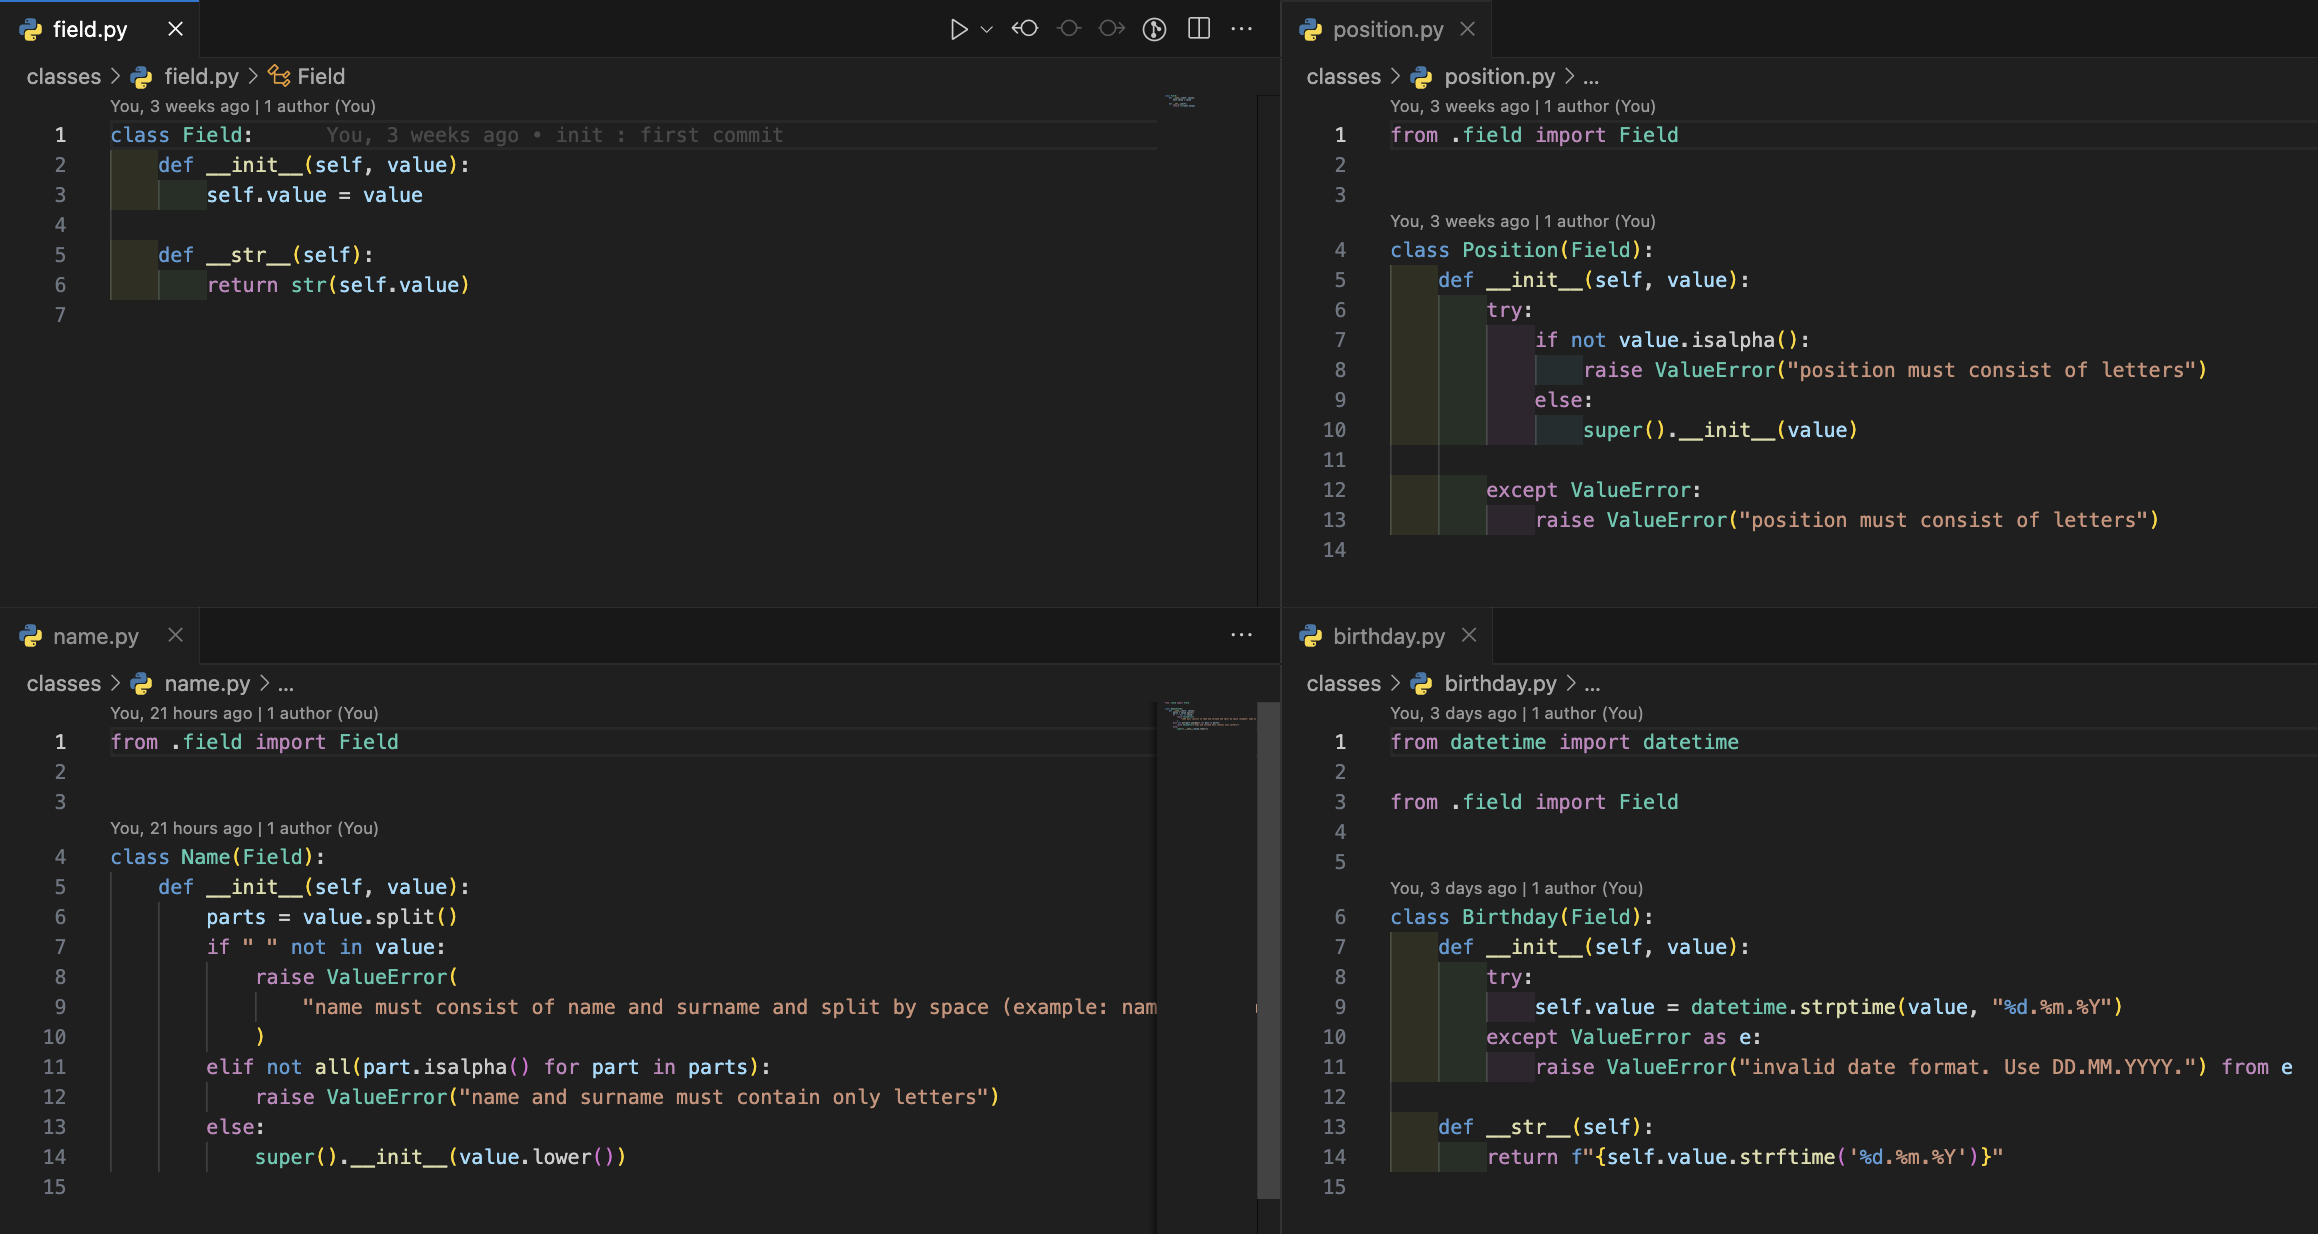 field.py
classes > field.py > Field
You, 3 weeks ago | 1 author (You)
1 class Field: You, 3 weeks ago • init : first commit
2     def __init__(self, value):
3         self.value = value
4
5     def __str__(self):
6         return str(self.value)
7
position.py
classes > position.py > ...
You, 3 weeks ago | 1 author (You)
1 from .field import Field
2
3
You, 3 weeks ago | 1 author (You)
4 class Position(Field):
5     def __init__(self, value):
6         try:
7             if not value.isalpha():
8                 raise ValueError("position must consist of letters")
9             else:
10                 super().__init__(value)
11
12         except ValueError:
13             raise ValueError("position must consist of letters")
14
name.py
classes > name.py > ...
You, 21 hours ago | 1 author (You)
1 from .field import Field
2
3
You, 21 hours ago | 1 author (You)
4 class Name(Field):
5     def __init__(self, value):
6         parts = value.split()
7         if " " not in value:
8             raise ValueError(
9                 "name must consist of name and surname and split by space (example: nam
10             )
11         elif not all(part.isalpha() for part in parts):
12             raise ValueError("name and surname must contain only letters")
13         else:
14             super().__init__(value.lower())
15
birthday.py
classes > birthday.py > ...
You, 3 days ago | 1 author (You)
1 from datetime import datetime
2
3 from .field import Field
4
5
You, 3 days ago | 1 author (You)
6 class Birthday(Field):
7     def __init__(self, value):
8         try:
9             self.value = datetime.strptime(value, "%d.%m.%Y")
10         except ValueError as e:
11             raise ValueError("invalid date format. Use DD.MM.YYYY.") from e
12
13     def __str__(self):
14         return f"{self.value.strftime('%d.%m.%Y')}"
15